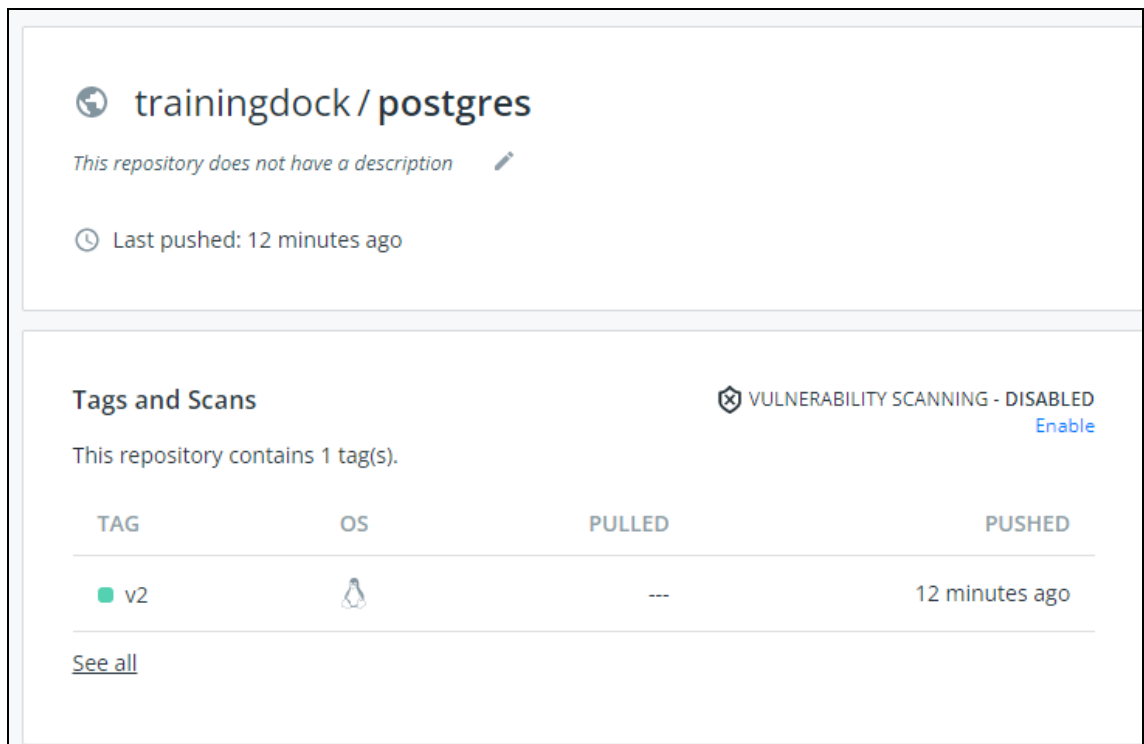 trainingdock / postgres
This repository does not have a description
Last pushed: 12 minutes ago
Tags and Scans
VULNERABILITY SCANNING - DISABLED
Enable
This repository contains 1 tag(s).
TAG OS PULLED PUSHED
v2 --- 12 minutes ago
See all